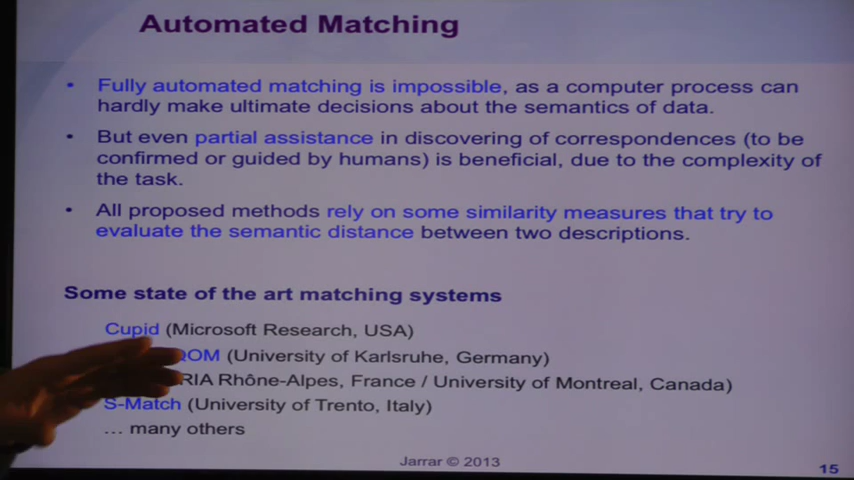 Automated Matching
• Fully automated matching is impossible, as a computer process can
hardly make ultimate decisions about the semantics of data.
• But even partial assistance in discovering of correspondences (to be
confirmed or guided by humans) is beneficial, due to the complexity of
the task.
• All proposed methods rely on some similarity measures that try to
evaluate the semantic distance between two descriptions.
Some state of the art matching systems
Cupid (Microsoft Research, USA)
QOM (University of Karlsruhe, Germany)
RIA Rhône-Alpes, France / University of Montreal, Canada)
S-Match (University of Trento, Italy)
... many others
Jarrar © 2013
15